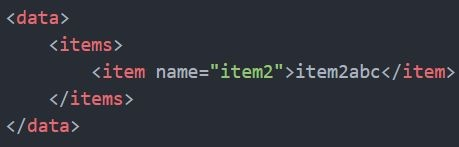 <data>
    <items>
        <item name="item2">item2abc</item>
    </items>
</data>